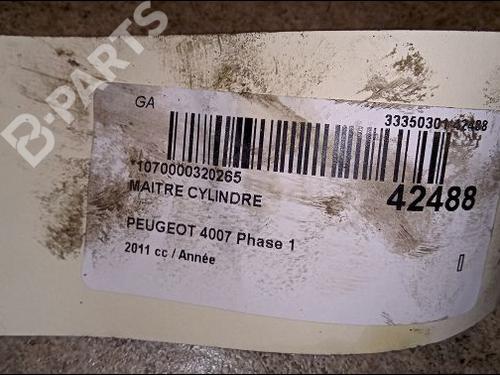 B-PARTS
GA
33350301-42488
*1070000320265
MAITRE CYLINDRE
42488
PEUGEOT 4007 Phase 1
2011 cc / Année